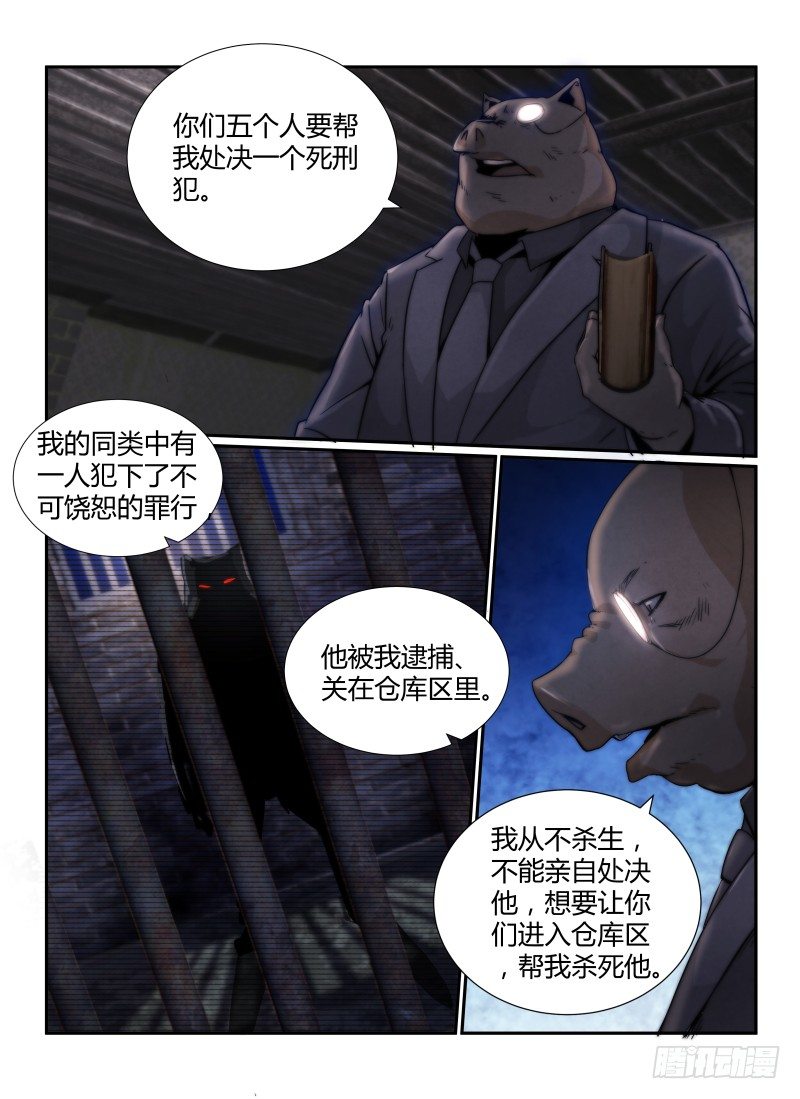 你们五个人要帮
我处决一个死刑
犯。
我的同类中有
一人犯下了不
可饶恕的罪行，
他被我逮捕、
关在仓库区里。
我从不杀生，
不能亲自处决
他，想要让你
们进入仓库区
，帮我杀死他。
腾讯动漫